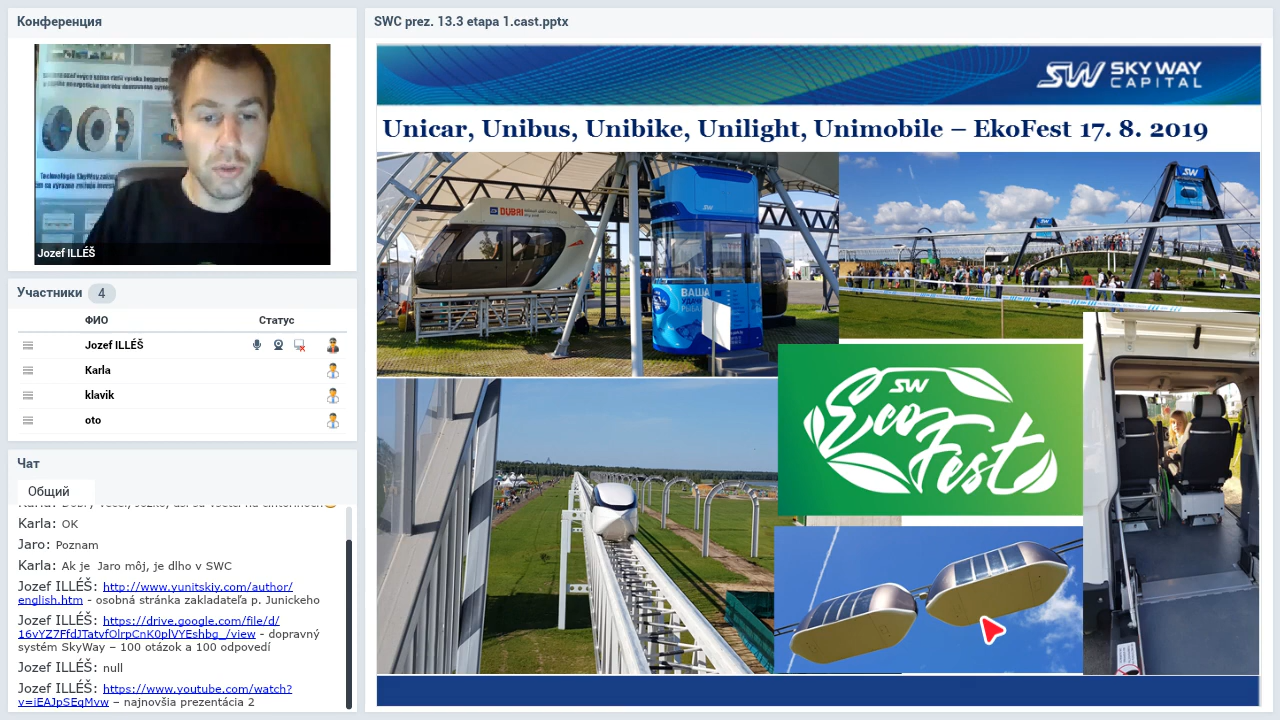 Конференция
Jozef ILLÉŠ
Участники 4
ФИО Статус
Jozef ILLÉŠ
Karla
klavik
oto
Чат
Общий
Karla: OK
Jaro: Poznam
Karla: Ak je Jaro môj, je dlho v SWC
Jozef ILLÉŠ: http://www.yunitskiy.com/author/
english.htm – osobná stránka zakladateľa p. Junickeho
Jozef ILLÉŠ: https://drive.google.com/file/d/
16vYZ7FfdJTatvfOlrpCnK0plVYEshbg_/view - dopravný
systém SkyWay – 100 otázok a 100 odpovedí
Jozef ILLÉŠ: null
Jozef ILLÉŠ: https://www.youtube.com/watch?
v=jEAJpSEqMvw – najnovšia prezentácia 2
SWC prez. 13.3 etapa 1.cast.pptx
SW SKY WAY
CAPITAL
Unicar, Unibus, Unibike, Unilight, Unimobile – EkoFest 17. 8. 2019
DUBAI
SW
ВАША
SW
SW
Eco
Fest